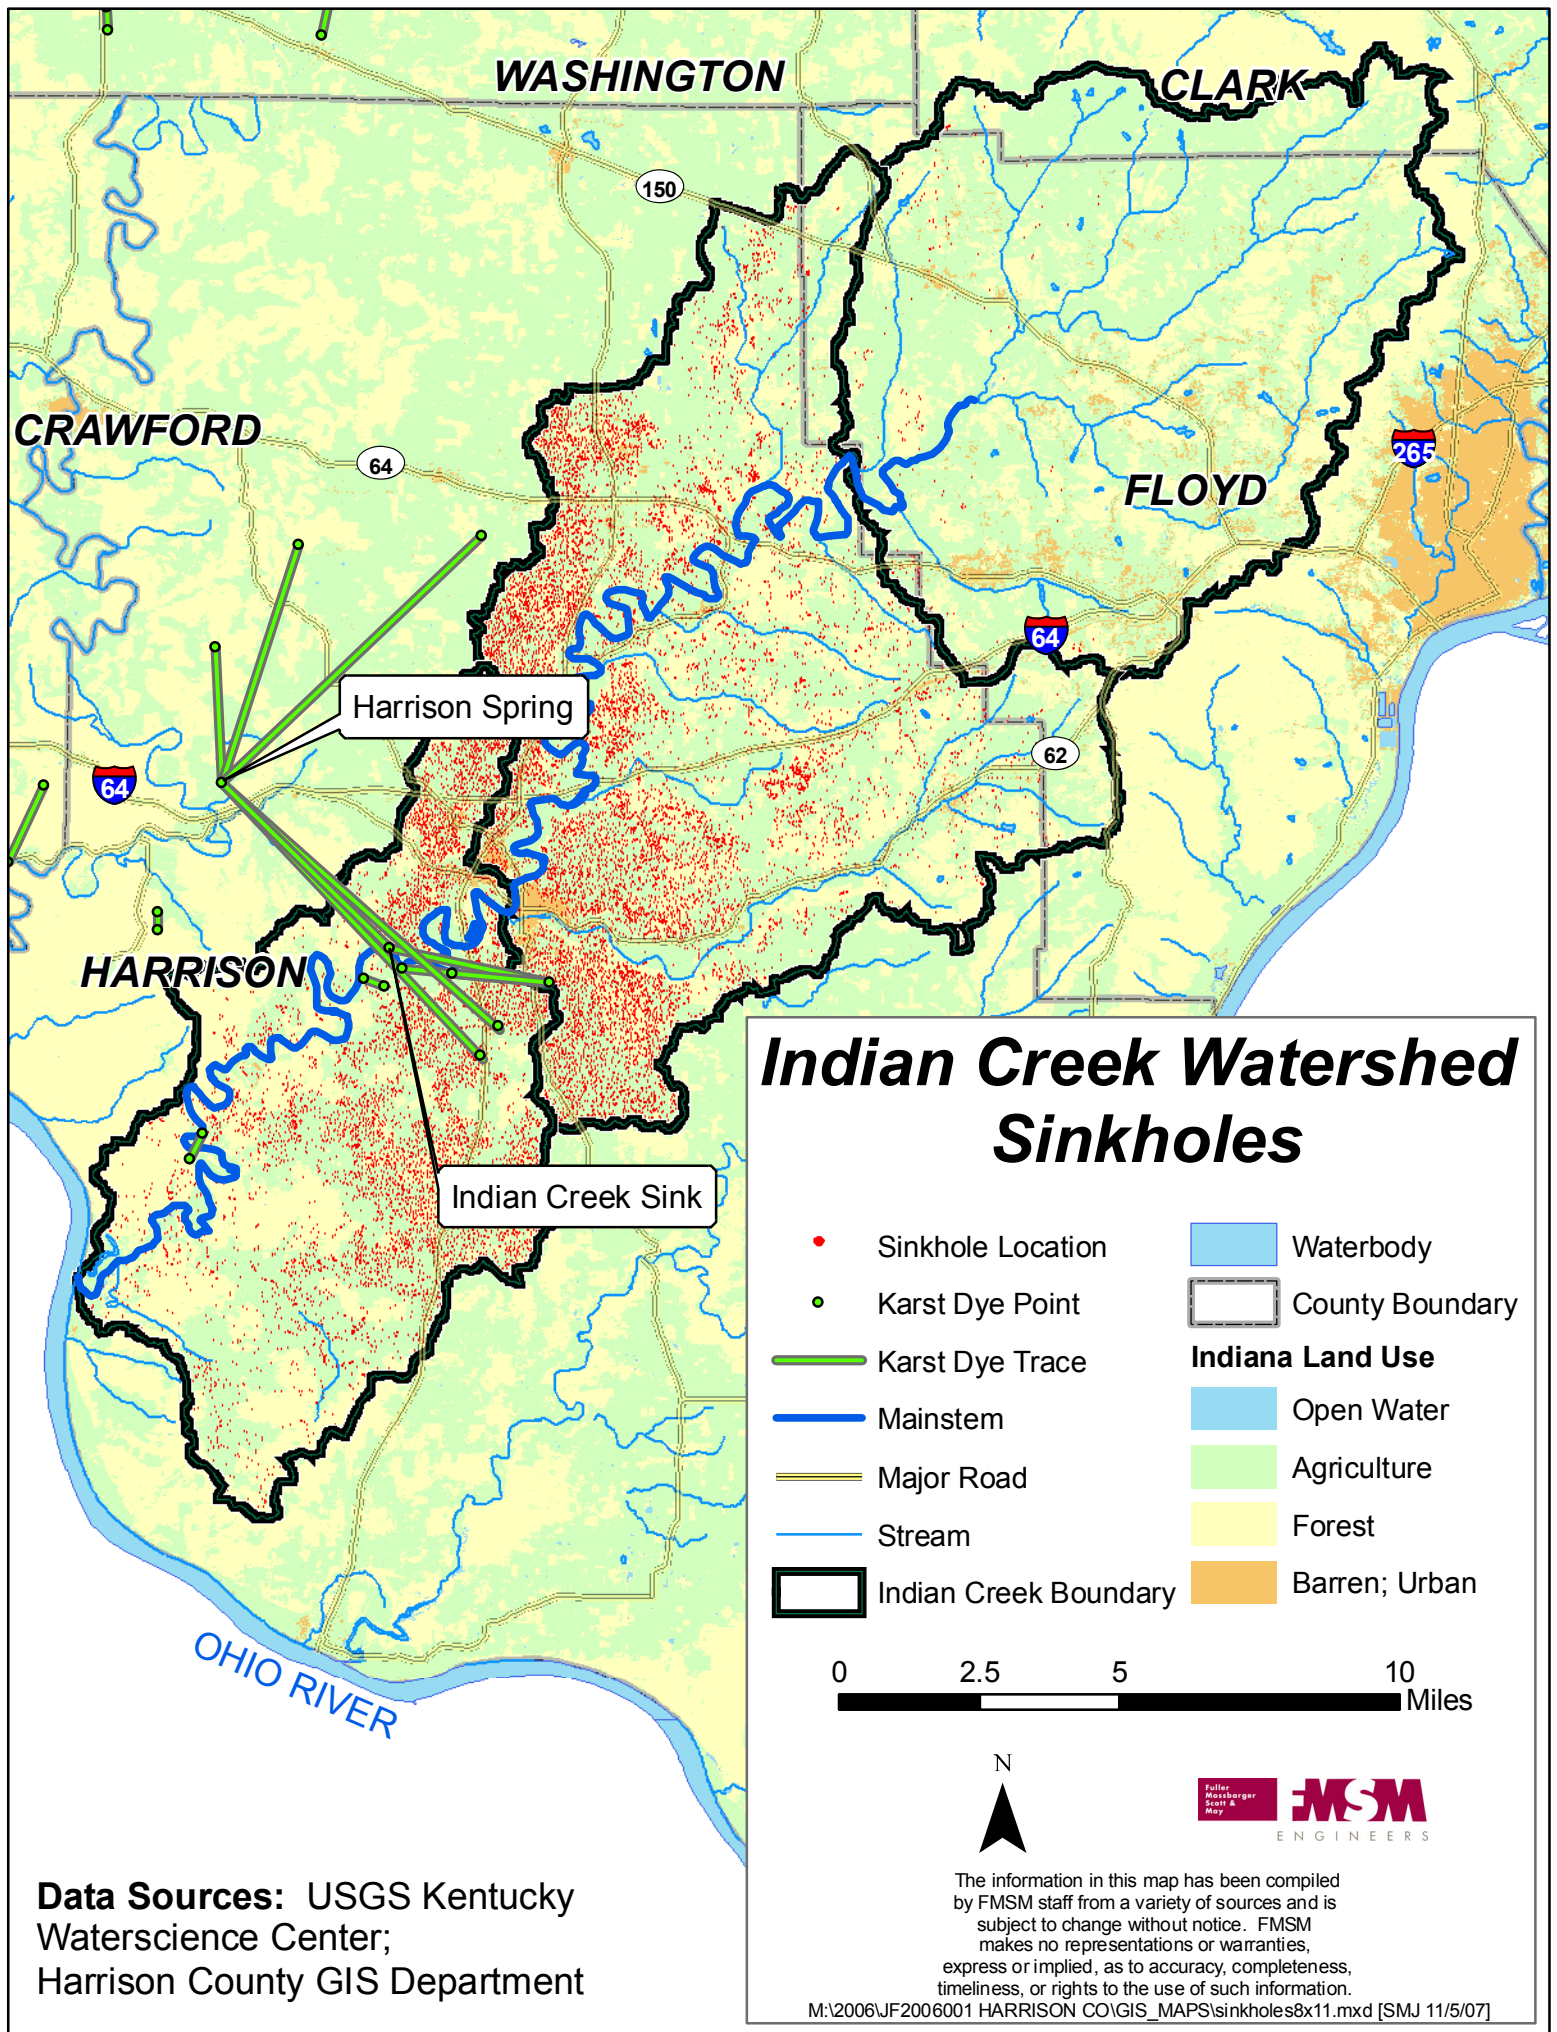 WASHINGTON
CLARK
150
CRAWFORD
64
265
FLOYD
64
Harrison Spring
62
64
HARRISON
Indian Creek Sink
OHIO RIVER
Indian Creek Watershed
Sinkholes
Sinkhole Location
Karst Dye Point
Karst Dye Trace
Mainstem
Major Road
Stream
Indian Creek Boundary
Waterbody
County Boundary
Indiana Land Use
Open Water
Agriculture
Forest
Barren; Urban
0 2.5 5 10
Miles
N
Fuller
Mossbarger
Scott &
May
FMSM
ENGINEERS
The information in this map has been compiled
by FMSM staff from a variety of sources and is
subject to change without notice. FMSM
makes no representations or warranties,
express or implied, as to accuracy, completeness,
timeliness, or rights to the use of such information.
M:\2006\JF2006001 HARRISON CO\GIS_MAPS\sinkholes8x11.mxd [SMJ 11/5/07]
Data Sources: USGS Kentucky
Waterscience Center;
Harrison County GIS Department